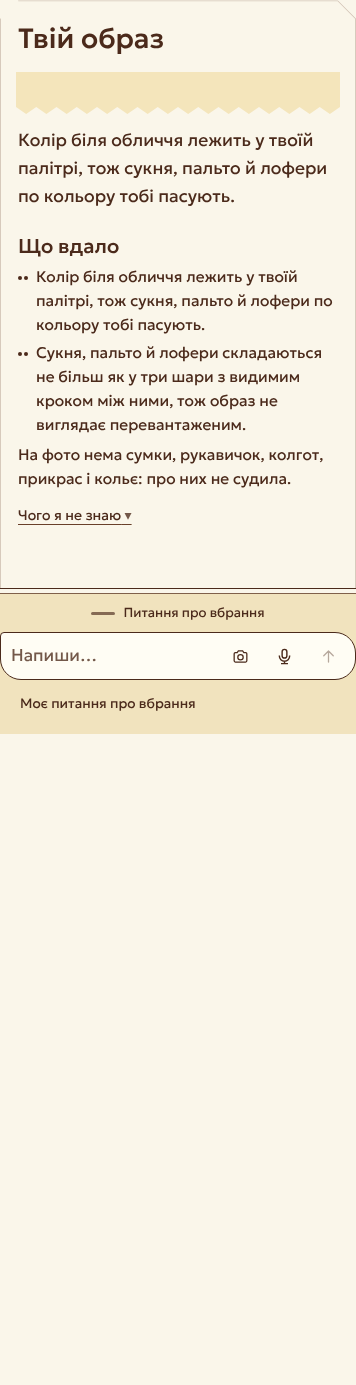 Твій образ
Колір біля обличчя лежить у твоїй
палітрі, тож сукня, пальто й лофери
по кольору тобі пасують.
Що вдало
•• Колір біля обличчя лежить у твоїй
палітрі, тож сукня, пальто й лофери по
кольору тобі пасують.
•• Сукня, пальто й лофери складаються
не більш як у три шари з видимим
кроком між ними, тож образ не
виглядає перевантаженим.
На фото нема сумки, рукавичок, колгот,
прикрас і кольє: про них не судила.
Чого я не знаю ▾
Питання про вбрання
Напиши...
Моє питання про вбрання